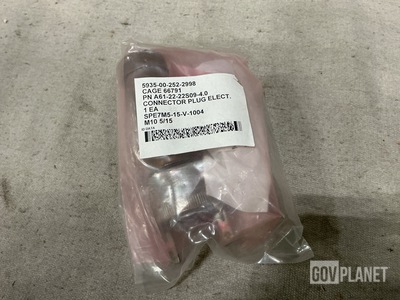 5935-00-252-2998
CAGE 66791
PN A61-22-22S09-4.0
CONNECTOR PLUG ELECT.
1 EA
SPE7M5-15-V-1004
M10 5/15
GOVPLANET